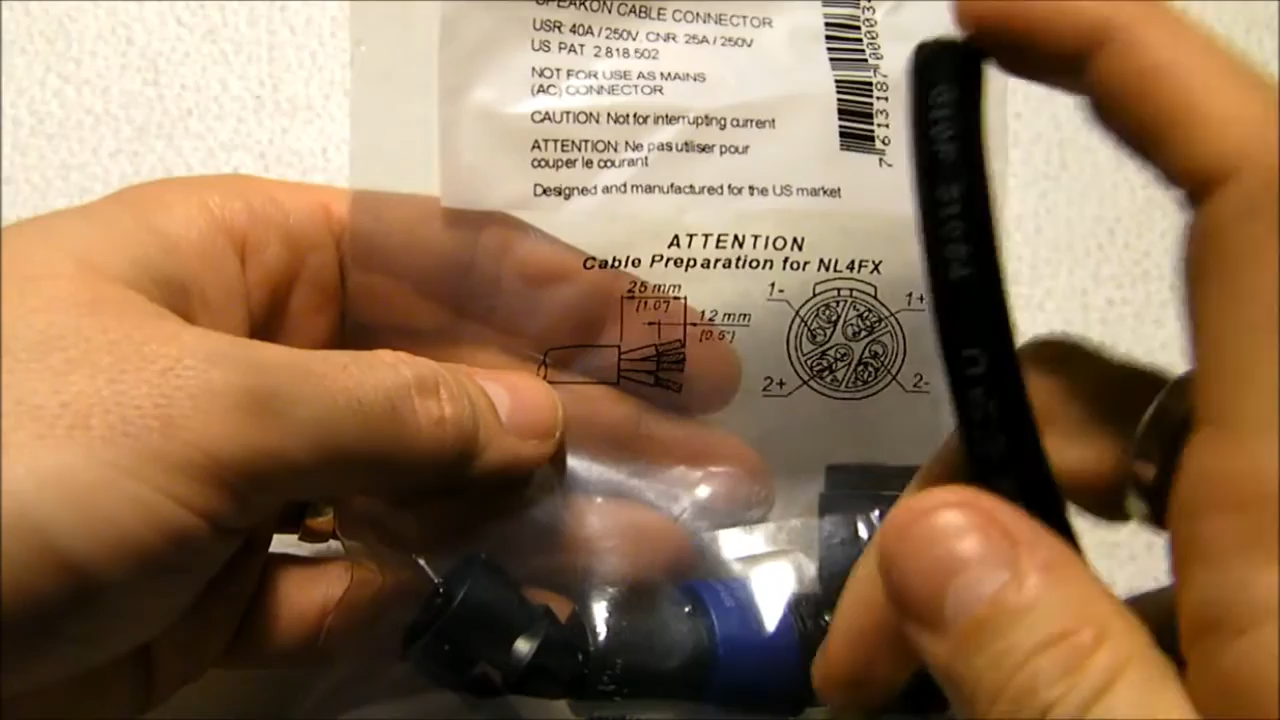 SPEAKON CABLE CONNECTOR
USR: 40A / 250V, CNR: 25A / 250V
US. PAT 2.818.502
NOT FOR USE AS MAINS
(AC) CONNECTOR
CAUTION: Not for interrupting current
ATTENTION: Ne pas utiliser pour
couper le courant
Designed and manufactured for the US market
7 613187 00003
ATTENTION
Cable Preparation for NL4FX
25 mm
[1.0"]
12 mm
[0.5"]
1-
1+
2+
2-